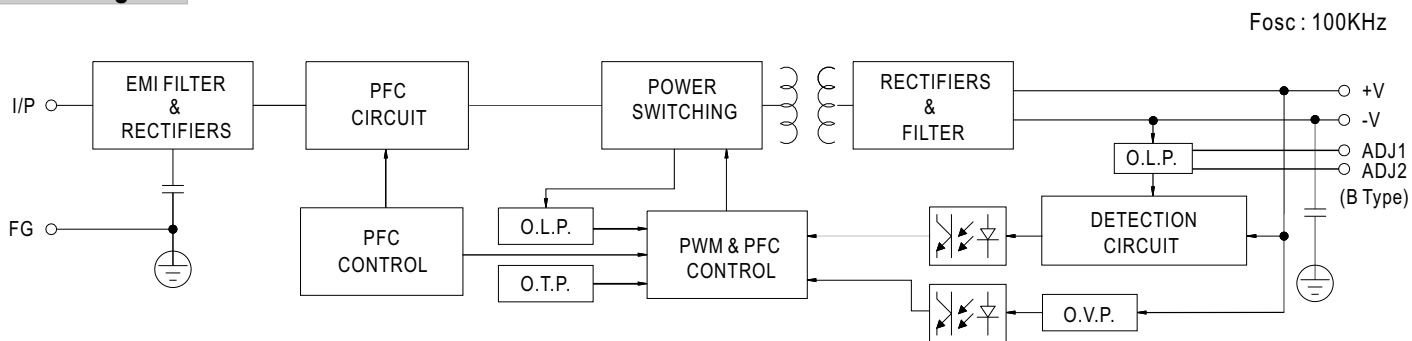 Fosc : 100KHz
I/P
EMI FILTER
&
RECTIFIERS
PFC
CIRCUIT
POWER
SWITCHING
RECTIFIERS
&
FILTER
+V
-V
ADJ1
ADJ2
(B Type)
O.L.P.
FG
PFC
CONTROL
O.L.P.
O.T.P.
PWM & PFC
CONTROL
DETECTION
CIRCUIT
O.V.P.